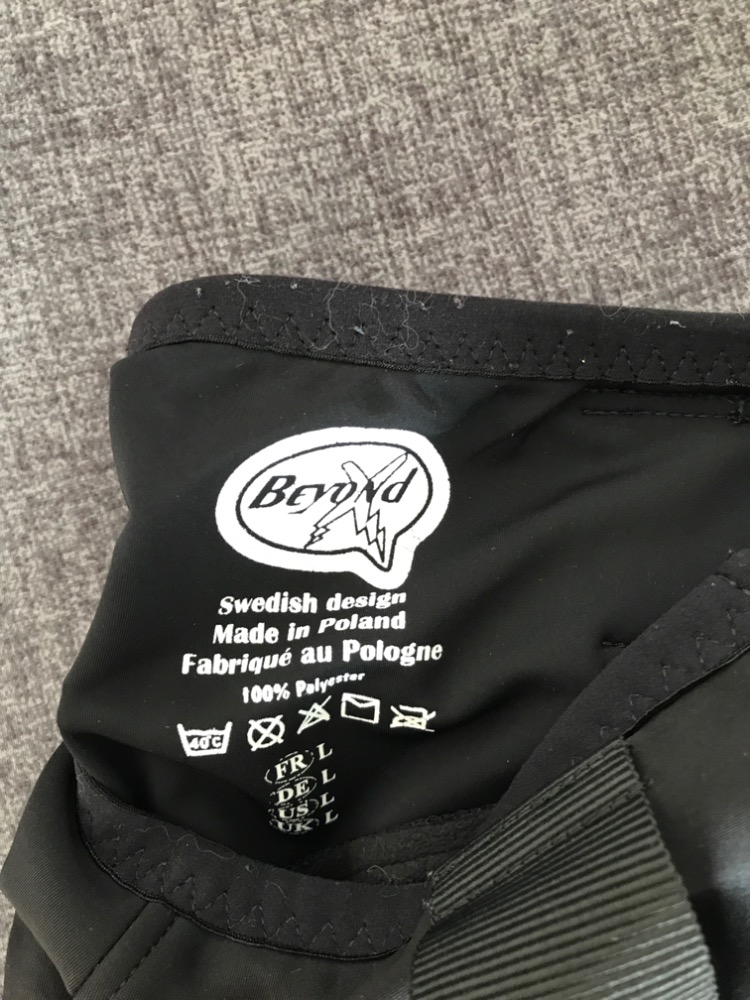 BEYOND X
Swedish design
Made in Poland
Fabriqué au Pologne
100% Polyester
40°C
FR L
DE L
US L
UK L